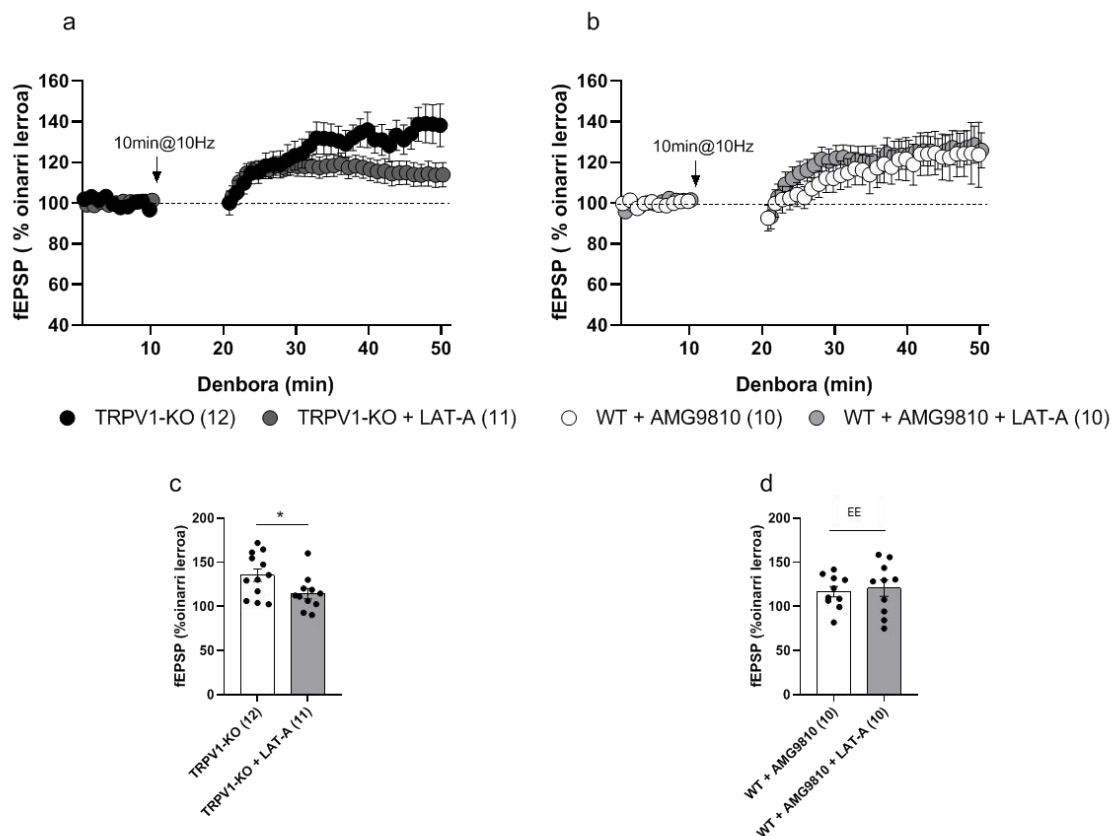 a
fEPSP ( % oinarri lerroa)
160
140
120
100
80
60
40
10min@10Hz
10
20
30
40
50
Denbora (min)
TRPV1-KO (12)
TRPV1-KO + LAT-A (11)
b
fEPSP ( % oinarri lerroa)
160
140
120
100
80
60
40
10min@10Hz
10
20
30
40
50
Denbora (min)
WT + AMG9810 (10)
WT + AMG9810 + LAT-A (10)
c
fEPSP (%oinarri lerroa)
200
150
100
50
0
*
TRPV1-KO (12)
TRPV1-KO + LAT-A (11)
d
fEPSP (%oinarri lerroa)
200
150
100
50
0
EE
WT + AMG9810 (10)
WT + AMG9810 + LAT-A (10)